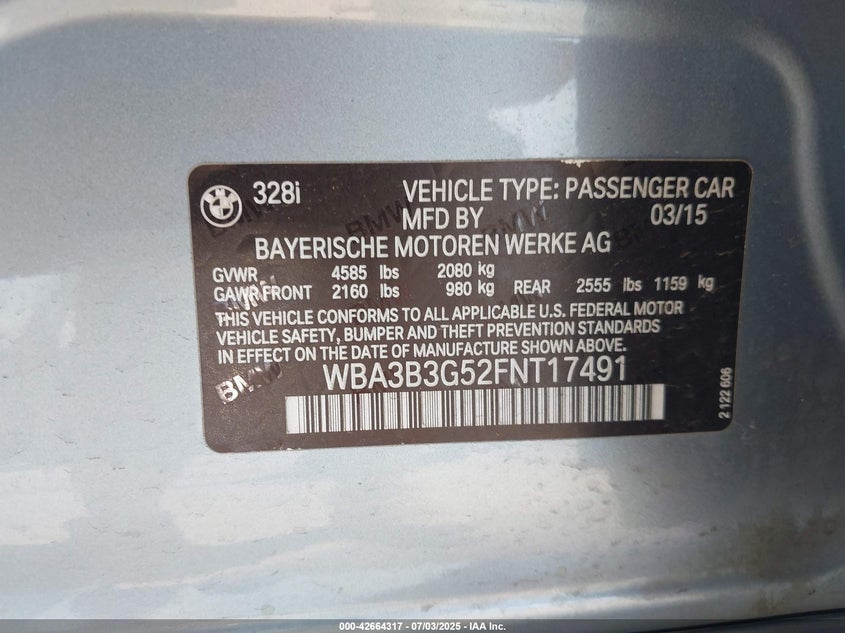 328i VEHICLE TYPE: PASSENGER CAR
MFD BY 03/15
BAYERISCHE MOTOREN WERKE AG
GVWR 4585 lbs 2080 kg
GAWR FRONT 2160 lbs 980 kg REAR 2555 lbs 1159 kg
THIS VEHICLE CONFORMS TO ALL APPLICABLE U.S. FEDERAL MOTOR
VEHICLE SAFETY, BUMPER AND THEFT PREVENTION STANDARDS
IN EFFECT ON THE DATE OF MANUFACTURE SHOWN ABOVE.
WBA3B3G52FNT17491
2 122 606
000-42664317 - 07/03/2025 - IAA Inc.